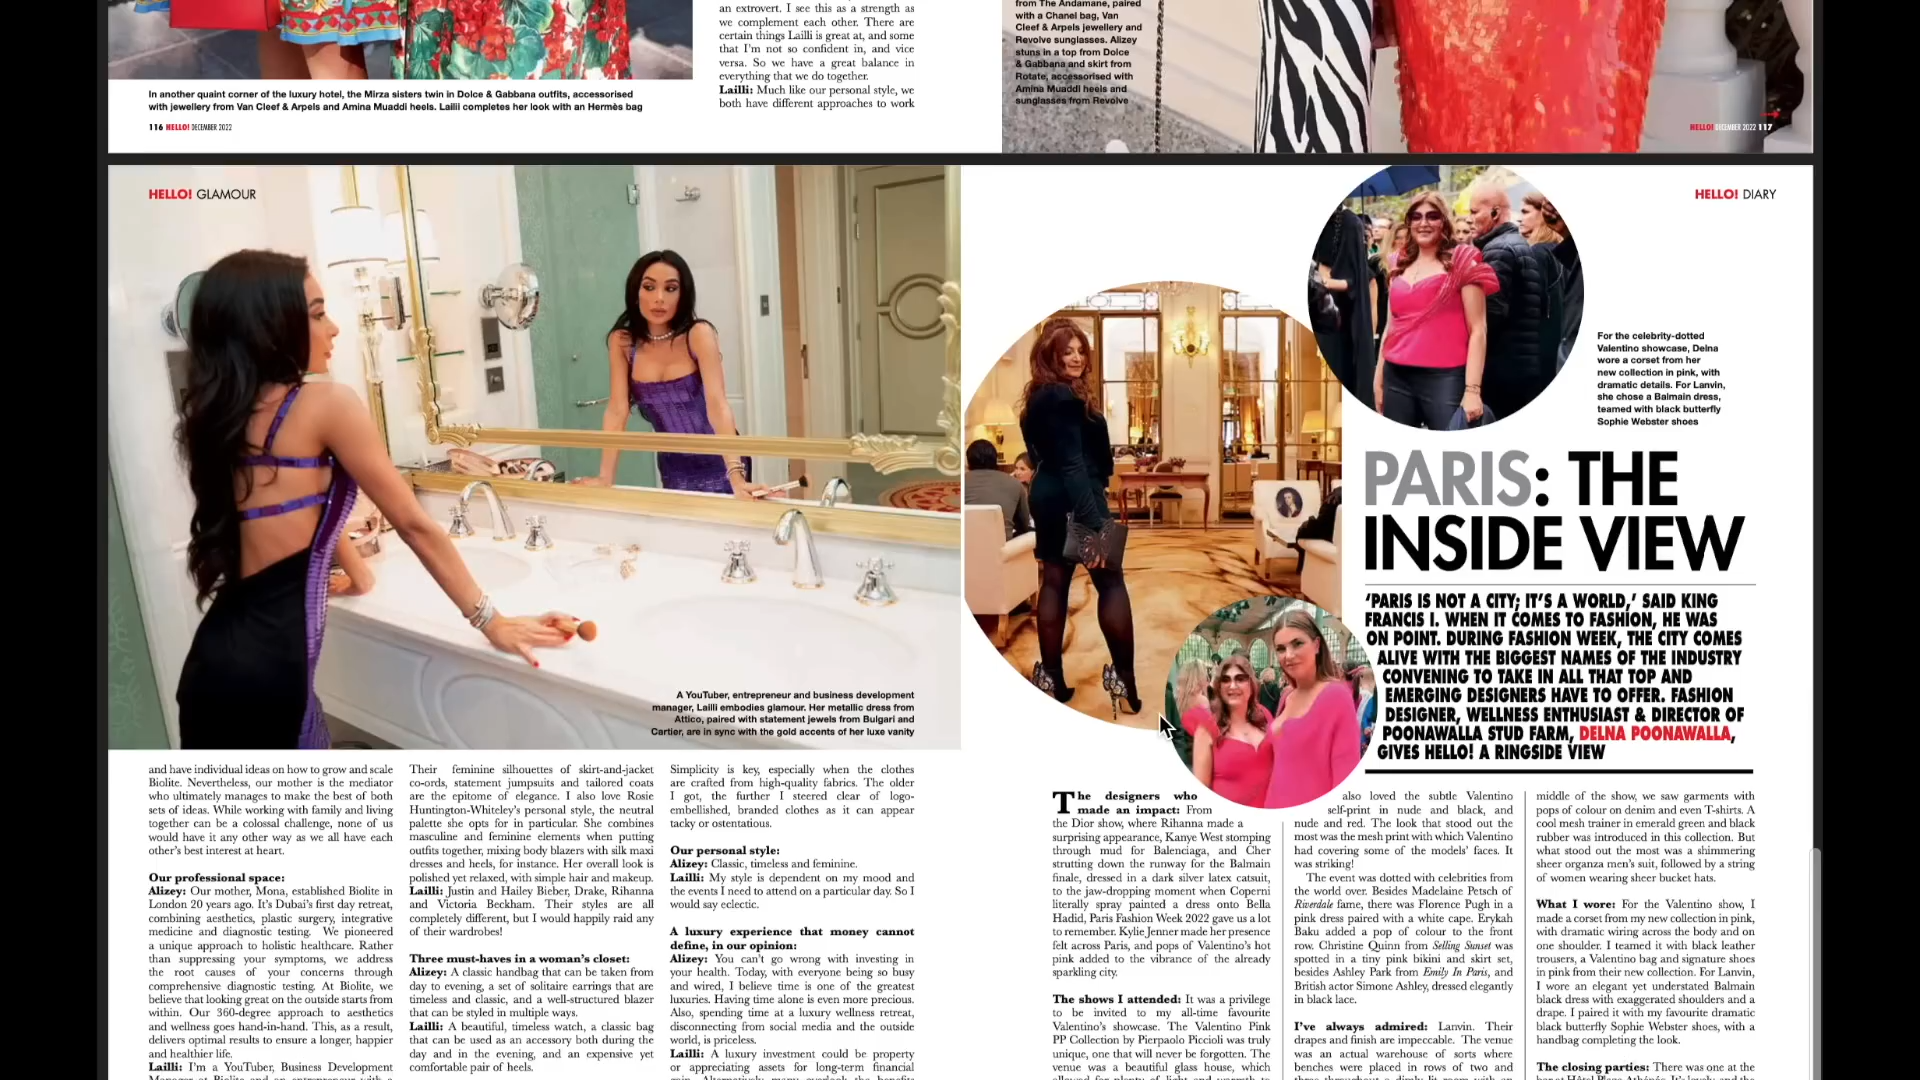 an extrovert. I see this as a strength as
we complement each other. There are
certain things Lailli is great at, and some
that I'm not so confident in, and vice
versa. So we have a great balance in
everything that we do together.
Lailli: Much like our personal style, we
both have different approaches to work
In another quaint corner of the luxury hotel, the Mirza sisters twin in Dolce & Gabbana outfits, accessorised
with jewellery from Van Cleef & Arpels and Amina Muaddi heels. Lailli completes her look with an Hermès bag
116 HELLO! DECEMBER 2022
from The Andamane, paired
with a Chanel bag, Van
Cleef & Arpels jewellery and
Revolve sunglasses. Alizey
stuns in a top from Dolce
& Gabbana and skirt from
Rotate, accessorised with
Amina Muaddi heels and
sunglasses from Revolve
HELLO! DECEMBER 2022 117
HELLO! GLAMOUR
A YouTuber, entrepreneur and business development
manager, Lailli embodies glamour. Her metallic dress from
Attico, paired with statement jewels from Bulgari and
Cartier, are in sync with the gold accents of her luxe vanity
and have individual ideas on how to grow and scale
Biolite. Nevertheless, our mother is the mediator
who ultimately manages to make the best of both
sets of ideas. While working with family and living
together can be a colossal challenge, none of us
would have it any other way as we all have each
other's best interest at heart.
Our professional space:
Alizey: Our mother, Mona, established Biolite in
London 20 years ago. It's Dubai's first day retreat,
combining aesthetics, plastic surgery, integrative
medicine and diagnostic testing. We pioneered
a unique approach to holistic healthcare. Rather
than suppressing your symptoms, we address
the root causes of your concerns through
comprehensive diagnostic testing. At Biolite, we
believe that looking great on the outside starts from
within. Our 360-degree approach to aesthetics
and wellness goes hand-in-hand. This, as a result,
delivers optimal results to ensure a longer, happier
and healthier life.
Lailli: I'm a YouTuber, Business Development
Manager at Biolite and an entrepreneur with a
Their feminine silhouettes of skirt-and-jacket
co-ords, statement jumpsuits and tailored coats
are the epitome of elegance. I also love Rosie
Huntington-Whiteley's personal style, the neutral
palette she opts for in particular. She combines
masculine and feminine elements when putting
outfits together, mixing body blazers with silk maxi
dresses and heels, for instance. Her overall look is
polished yet relaxed, with simple hair and makeup.
Lailli: Justin and Hailey Bieber, Drake, Rihanna
and Victoria Beckham. Their styles are all
completely different, but I would happily raid any
of their wardrobes!
Three must-haves in a woman's closet:
Alizey: A classic handbag that can be taken from
day to evening, a set of solitaire earrings that are
timeless and classic, and a well-structured blazer
that can be styled in multiple ways.
Lailli: A beautiful, timeless watch, a classic bag
that can be used as an accessory both during the
day and in the evening, and an expensive yet
comfortable pair of heels.
Simplicity is key, especially when the clothes
are crafted from high-quality fabrics. The older
I got, the further I steered clear of logo-
embellished, branded clothes as it can appear
tacky or ostentatious.
Our personal style:
Alizey: Classic, timeless and feminine.
Lailli: My style is dependent on my mood and
the events I need to attend on a particular day. So I
would say eclectic.
A luxury experience that money cannot
define, in our opinion:
Alizey: You can't go wrong with investing in
your health. Today, with everyone being so busy
and wired, I believe time is one of the greatest
luxuries. Having time alone is even more precious.
Also, spending time at a luxury wellness retreat,
disconnecting from social media and the outside
world, is priceless.
Lailli: A luxury investment could be property
or appreciating assets for long-term financial
HELLO! DIARY
For the celebrity-dotted
Valentino showcase, Delna
wore a corset from her
new collection in pink, with
dramatic details. For Lanvin,
she chose a Balmain dress,
teamed with black butterfly
Sophie Webster shoes
PARIS: THE
INSIDE VIEW
'PARIS IS NOT A CITY; IT'S A WORLD,' SAID KING
FRANCIS I. WHEN IT COMES TO FASHION, HE WAS
ON POINT. DURING FASHION WEEK, THE CITY COMES
ALIVE WITH THE BIGGEST NAMES OF THE INDUSTRY
CONVENING TO TAKE IN ALL THAT TOP AND
EMERGING DESIGNERS HAVE TO OFFER. FASHION
DESIGNER, WELLNESS ENTHUSIAST & DIRECTOR OF
POONAWALLA STUD FARM, DELNA POONAWALLA,
GIVES HELLO! A RINGSIDE VIEW
The designers who
made an impact: From
the Dior show, where Rihanna made a
surprising appearance, Kanye West stomping
through mud for Balenciaga, and Cher
strutting down the runway for the Balmain
finale, dressed in a dark silver latex catsuit,
to the jaw-dropping moment when Coperni
literally spray painted a dress onto Bella
Hadid, Paris Fashion Week 2022 gave us a lot
to remember. Kylie Jenner made her presence
felt across Paris, and pops of Valentino's hot
pink added to the vibrance of the already
sparkling city.
The shows I attended: It was a privilege
to be invited to my all-time favourite
Valentino's showcase. The Valentino Pink
PP Collection by Pierpaolo Piccioli was truly
unique, one that will never be forgotten. The
venue was a beautiful glass house, which
allowed for plenty of light and warmth to
also loved the subtle Valentino
self-print in nude and black, and
nude and red. The look that stood out the
most was the mesh print with which Valentino
had covering some of the models' faces. It
was striking!
The event was dotted with celebrities from
the world over. Besides Madelaine Petsch of
Riverdale fame, there was Florence Pugh in a
pink dress paired with a white cape. Erykah
Baku added a pop of colour to the front
row. Christine Quinn from Selling Sunset was
spotted in a tiny pink bikini and skirt set,
besides Ashley Park from Emily In Paris, and
British actor Simone Ashley, dressed elegantly
in black lace.
I've always admired: Lanvin. Their
drapes and finish are impeccable. The venue
was an actual warehouse of sorts where
benches were placed in rows of two and
middle of the show, we saw garments with
pops of colour on denim and even T-shirts. A
cool mesh trainer in emerald green and black
rubber was introduced in this collection. But
what stood out the most was a shimmering
sheer organza men's suit, followed by a string
of women wearing sheer bucket hats.
What I wore: For the Valentino show, I
made a corset from my new collection in pink,
with dramatic wiring across the body and on
one shoulder. I teamed it with black leather
trousers, a Valentino bag and signature shoes
in pink from their new collection. For Lanvin,
I wore an elegant yet understated Balmain
black dress with exaggerated shoulders and a
drape. I paired it with my favourite dramatic
black butterfly Sophie Webster shoes, with a
handbag completing the look.
The closing parties: There was one at the